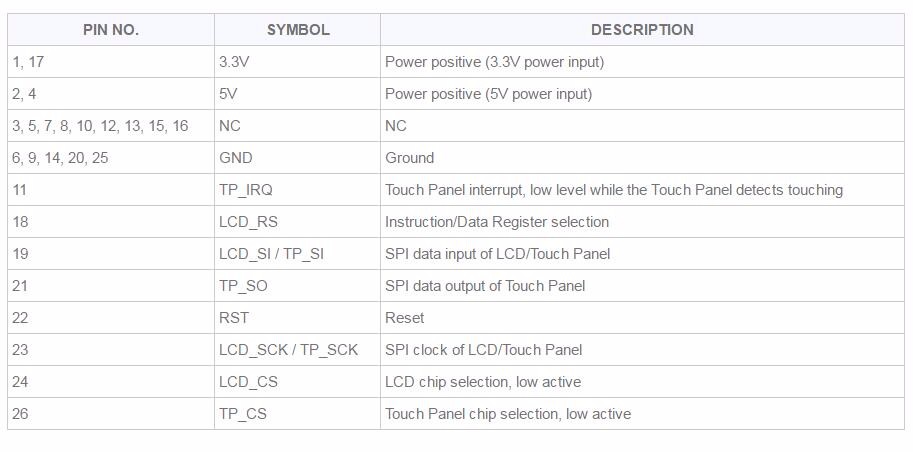 PIN NO. SYMBOL DESCRIPTION
1, 17 3.3V Power positive (3.3V power input)
2, 4 5V Power positive (5V power input)
3, 5, 7, 8, 10, 12, 13, 15, 16 NC NC
6, 9, 14, 20, 25 GND Ground
11 TP_IRQ Touch Panel interrupt, low level while the Touch Panel detects touching
18 LCD_RS Instruction/Data Register selection
19 LCD_SI / TP_SI SPI data input of LCD/Touch Panel
21 TP_SO SPI data output of Touch Panel
22 RST Reset
23 LCD_SCK / TP_SCK SPI clock of LCD/Touch Panel
24 LCD_CS LCD chip selection, low active
26 TP_CS Touch Panel chip selection, low active